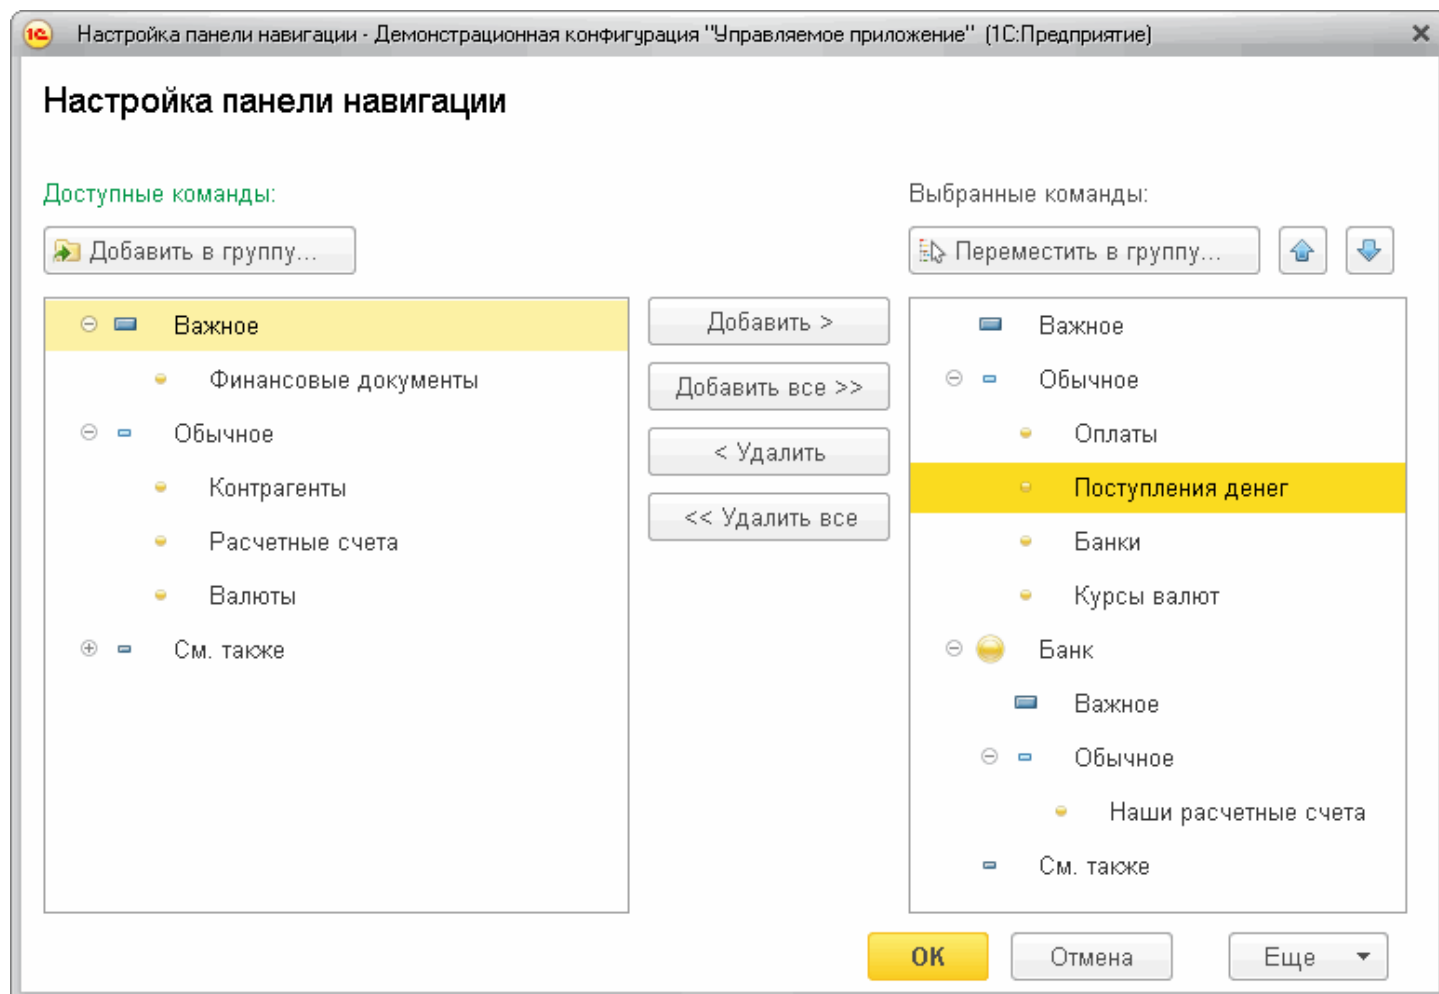 1С Настройка панели навигации - Демонстрационная конфигурация "Управляемое приложение" (1С:Предприятие)
Настройка панели навигации
Доступные команды:
Добавить в группу...
Важное
Финансовые документы
Обычное
Контрагенты
Расчетные счета
Валюты
См. также
Добавить >
Добавить все >>
< Удалить
<< Удалить все
Выбранные команды:
Переместить в группу...
Важное
Обычное
Оплаты
Поступления денег
Банки
Курсы валют
Банк
Важное
Обычное
Наши расчетные счета
См. также
ОК
Отмена
Еще